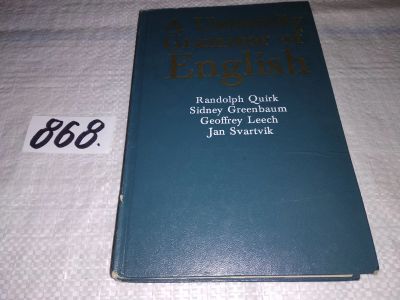 A University
Grammar of
English
Randolph Quirk
Sidney Greenbaum
Geoffrey Leech
Jan Svartvik
868.